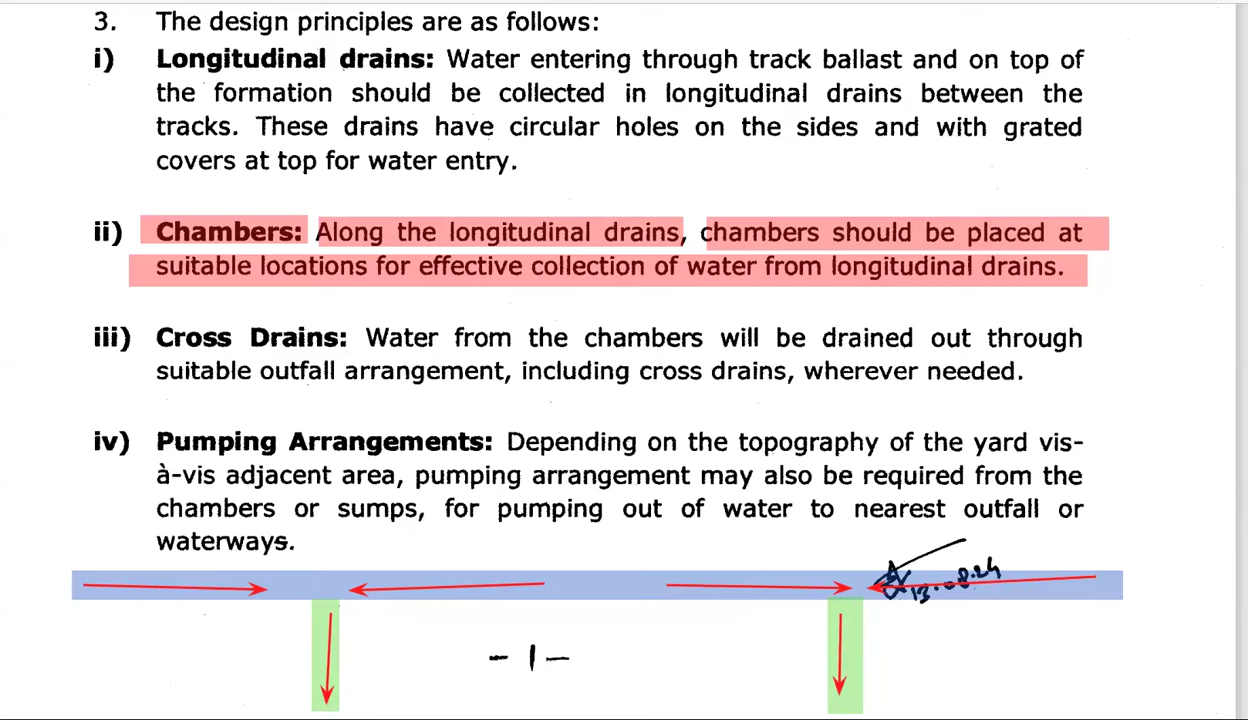 3. The design principles are as follows:
i) Longitudinal drains: Water entering through track ballast and on top of
the formation should be collected in longitudinal drains between the
tracks. These drains have circular holes on the sides and with grated
covers at top for water entry.
ii) Chambers: Along the longitudinal drains, chambers should be placed at
suitable locations for effective collection of water from longitudinal drains.
iii) Cross Drains: Water from the chambers will be drained out through
suitable outfall arrangement, including cross drains, wherever needed.
iv) Pumping Arrangements: Depending on the topography of the yard vis-
à-vis adjacent area, pumping arrangement may also be required from the
chambers or sumps, for pumping out of water to nearest outfall or
waterways.
13.08.24
- 1 -